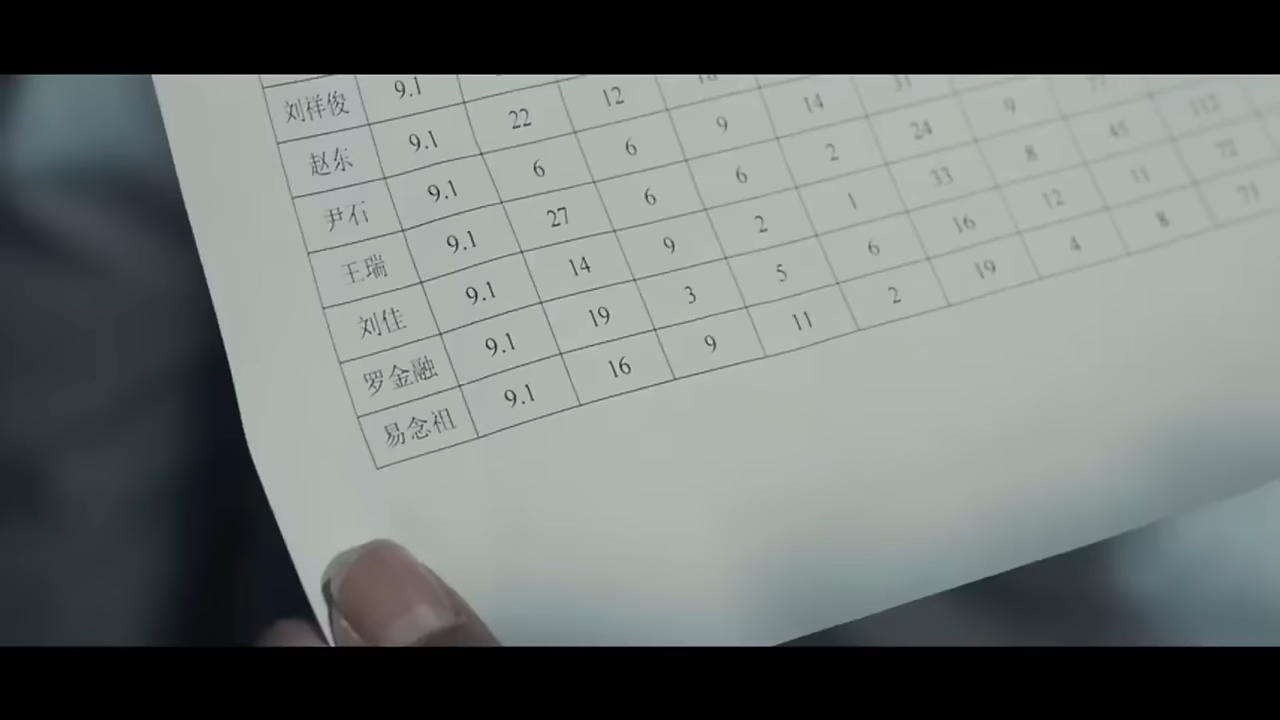 刘祥俊 9.1
赵东 9.1 22 12
尹石 9.1 6 6 9 14
王瑞 9.1 27 6 6 2 24 9
刘佳 9.1 14 9 2 1 33 8 45 112
罗金融 9.1 19 3 5 6 16 12 11 72
易念祖 9.1 16 9 11 2 19 4 8 71